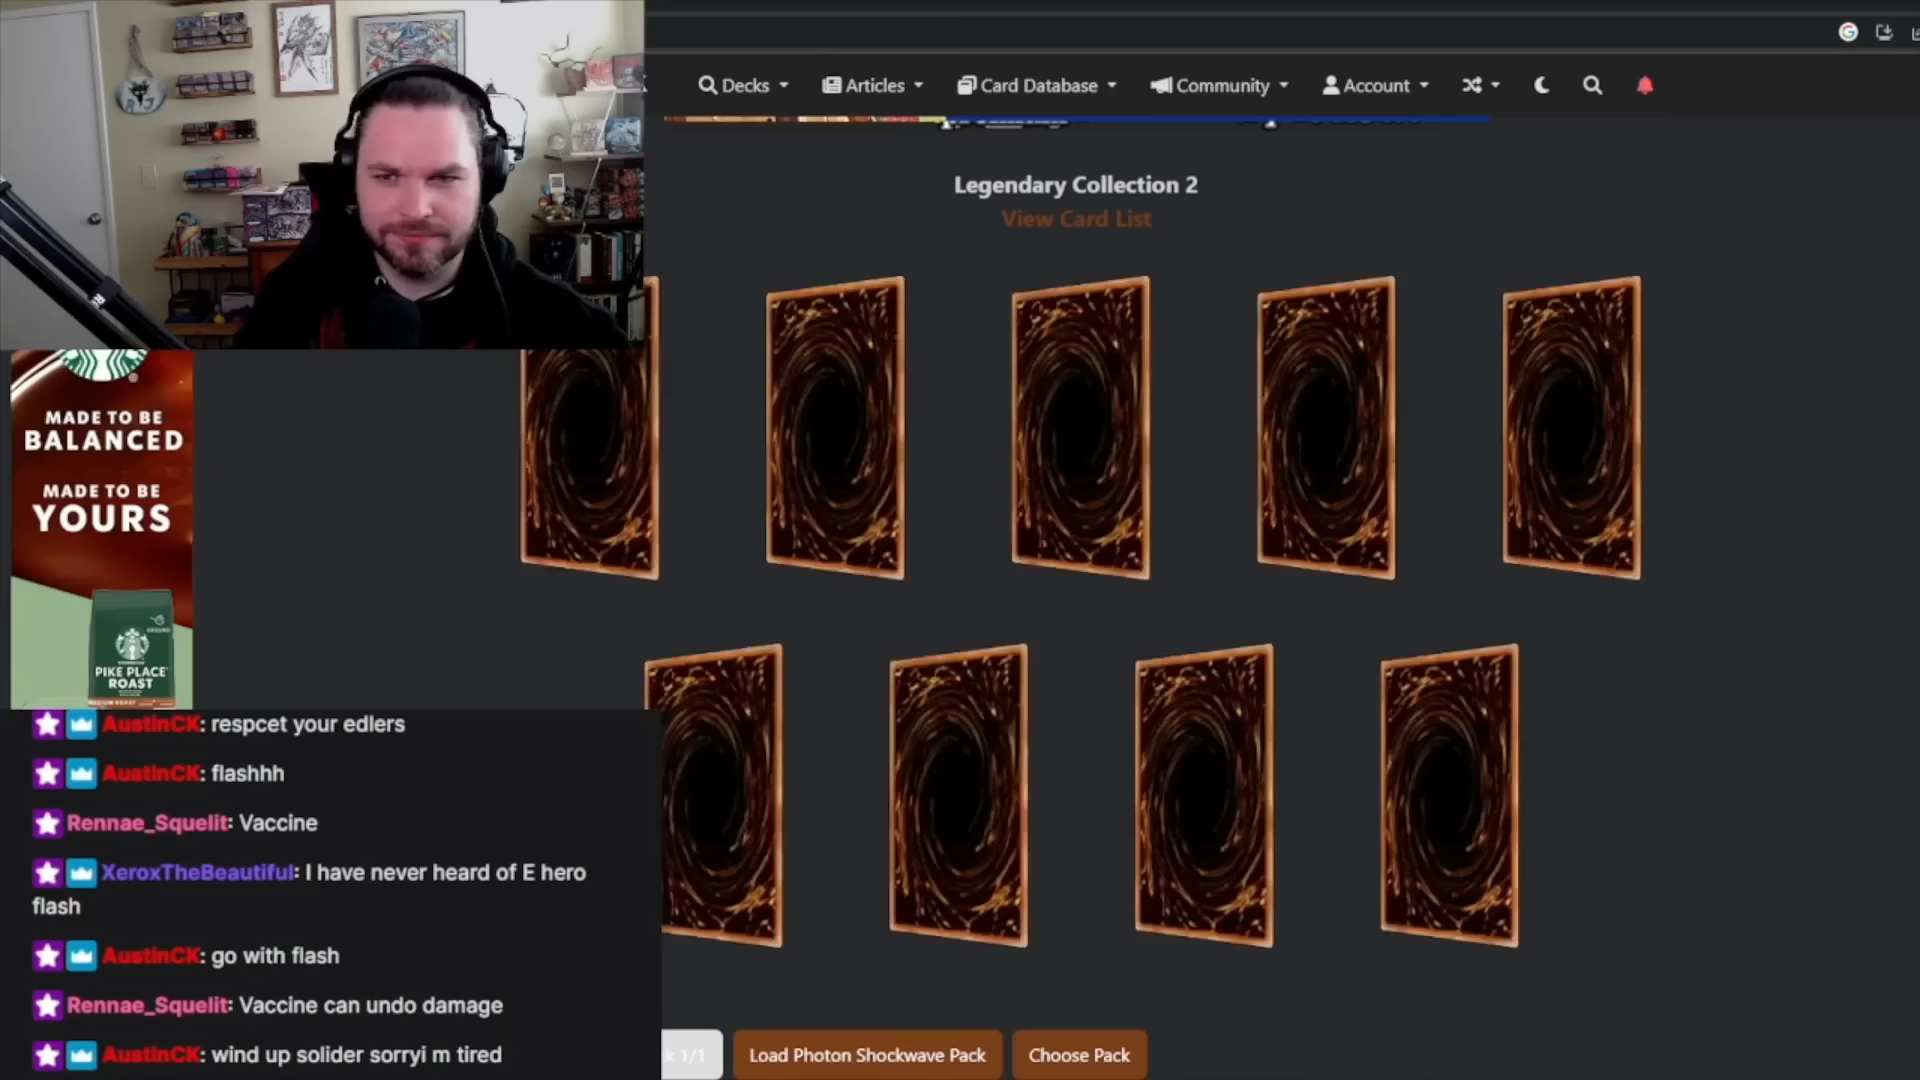 Decks
Articles
Card Database
Community
Account
Legendary Collection 2
View Card List
MADE TO BE
BALANCED
MADE TO BE
YOURS
PIKE PLACE
ROAST
AustinCK: respcet your edlers
AustinCK: flashhh
Rennae_Squelit: Vaccine
XeroxTheBeautiful: I have never heard of E hero
flash
AustinCK: go with flash
Rennae_Squelit: Vaccine can undo damage
AustinCK: wind up solider sorryi m tired
k 1/1
Load Photon Shockwave Pack
Choose Pack